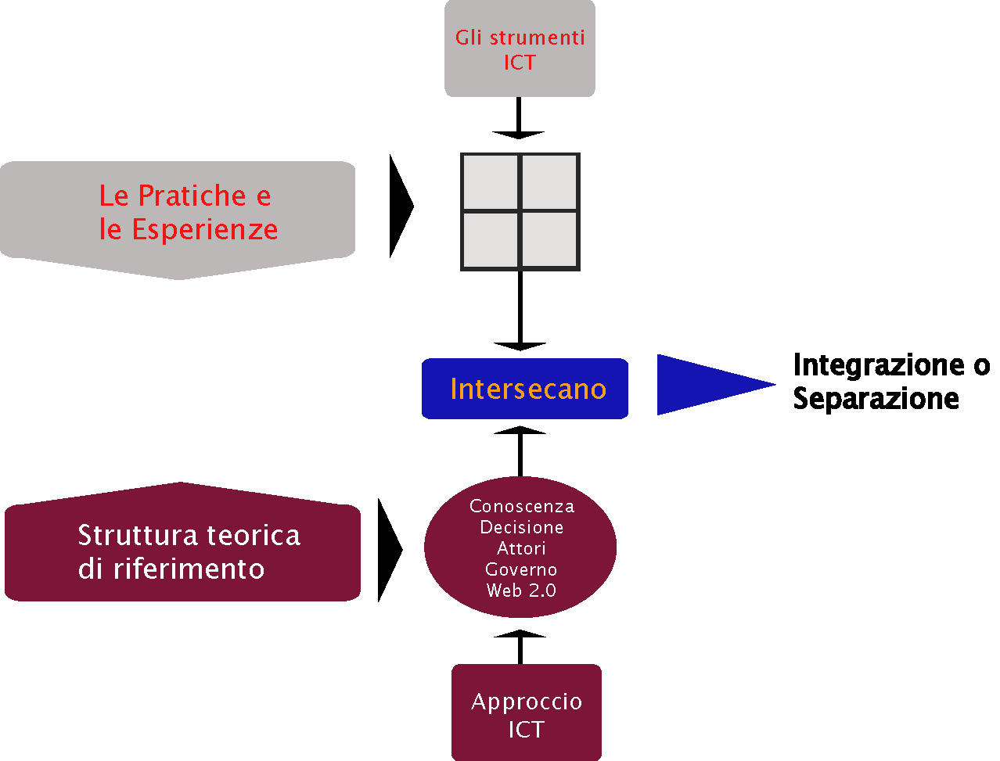 Gli strumenti
ICT
Le Pratiche e
le Esperienze
Intersecano
Integrazione o
Separazione
Struttura teorica
di riferimento
Conoscenza
Decisione
Attori
Governo
Web 2.0
Approccio
ICT